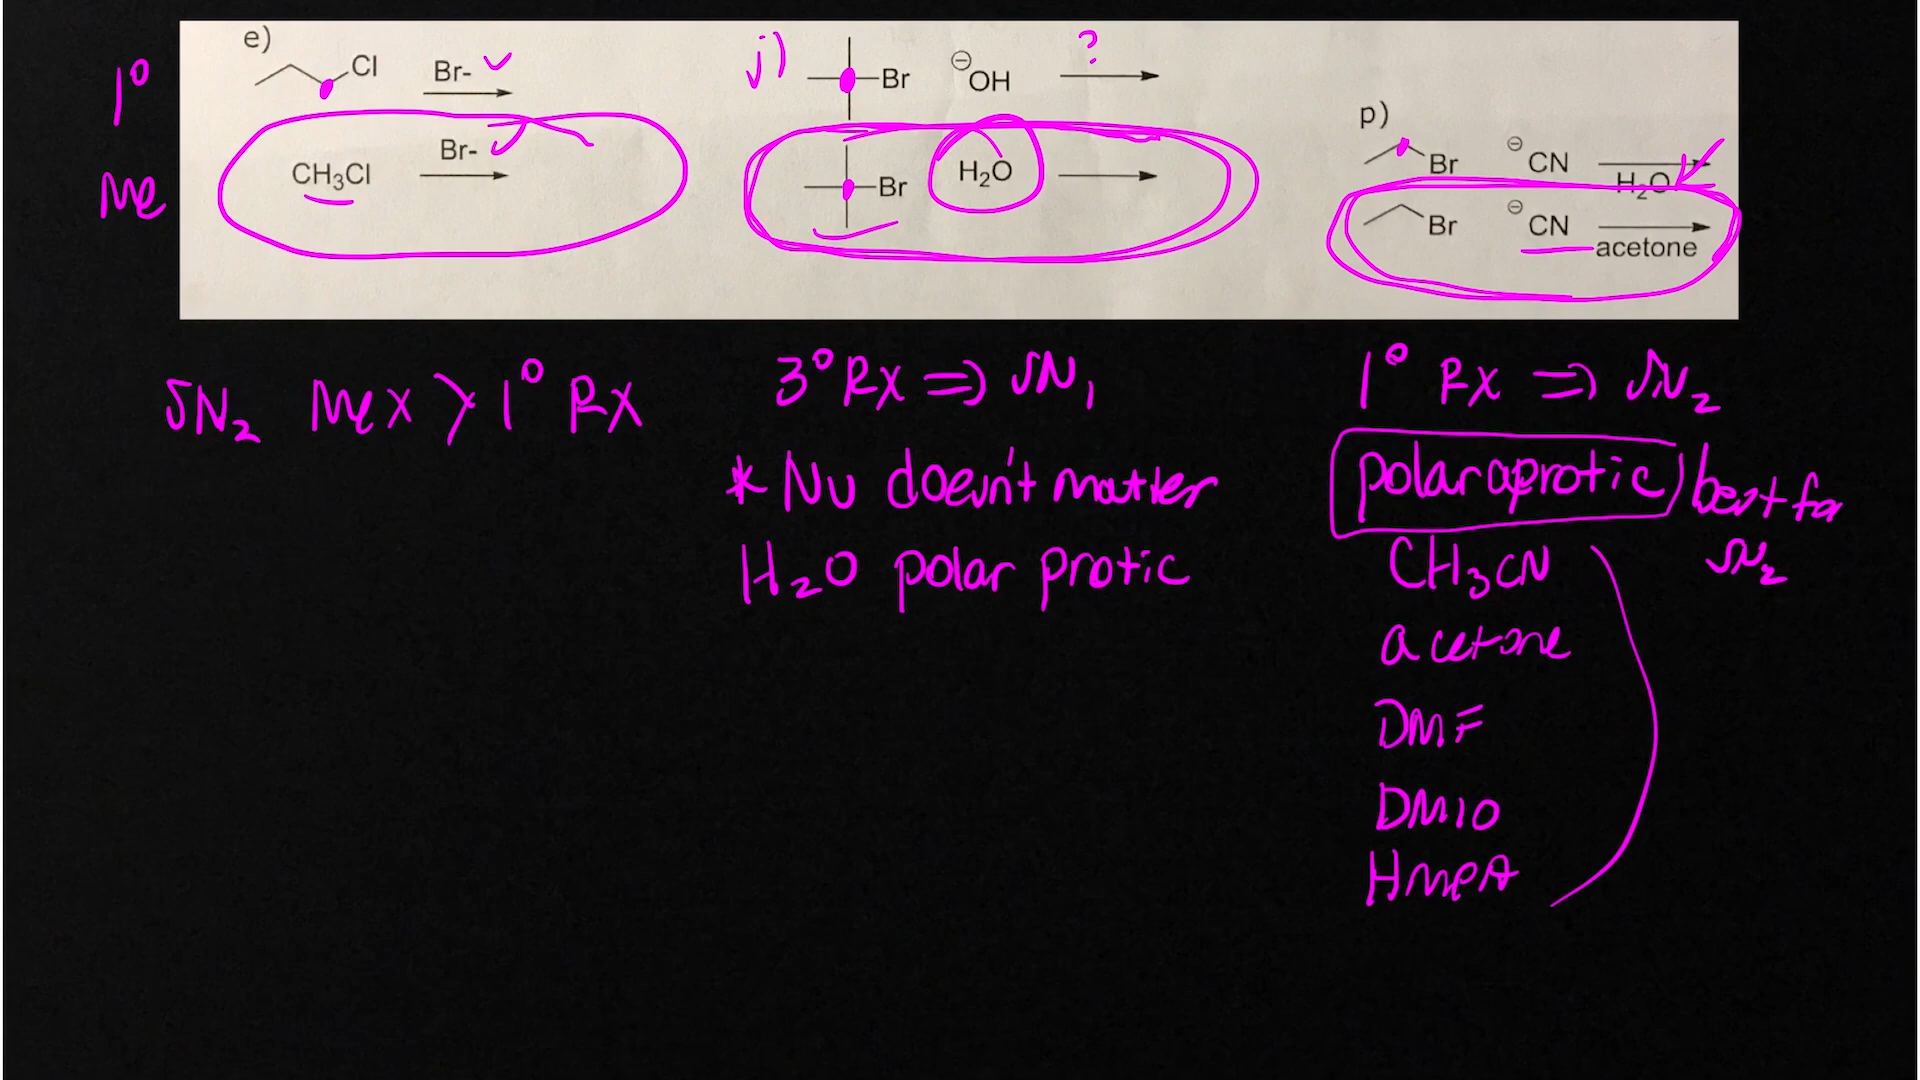 e)
Cl
Br-
1°
CH₃Cl
Br-
Me
j)
Br
⊖OH
?
Br
H₂O
p)
Br
⊖CN
H₂O
Br
⊖CN
acetone
SN₂ MeX > 1° RX
3° RX ⇒ SN₁
* Nu doesn't matter
H₂O polar protic
1° RX ⇒ SN₂
polar aprotic best for
SN₂
CH₃CN
acetone
DMF
DMSO
HMPA